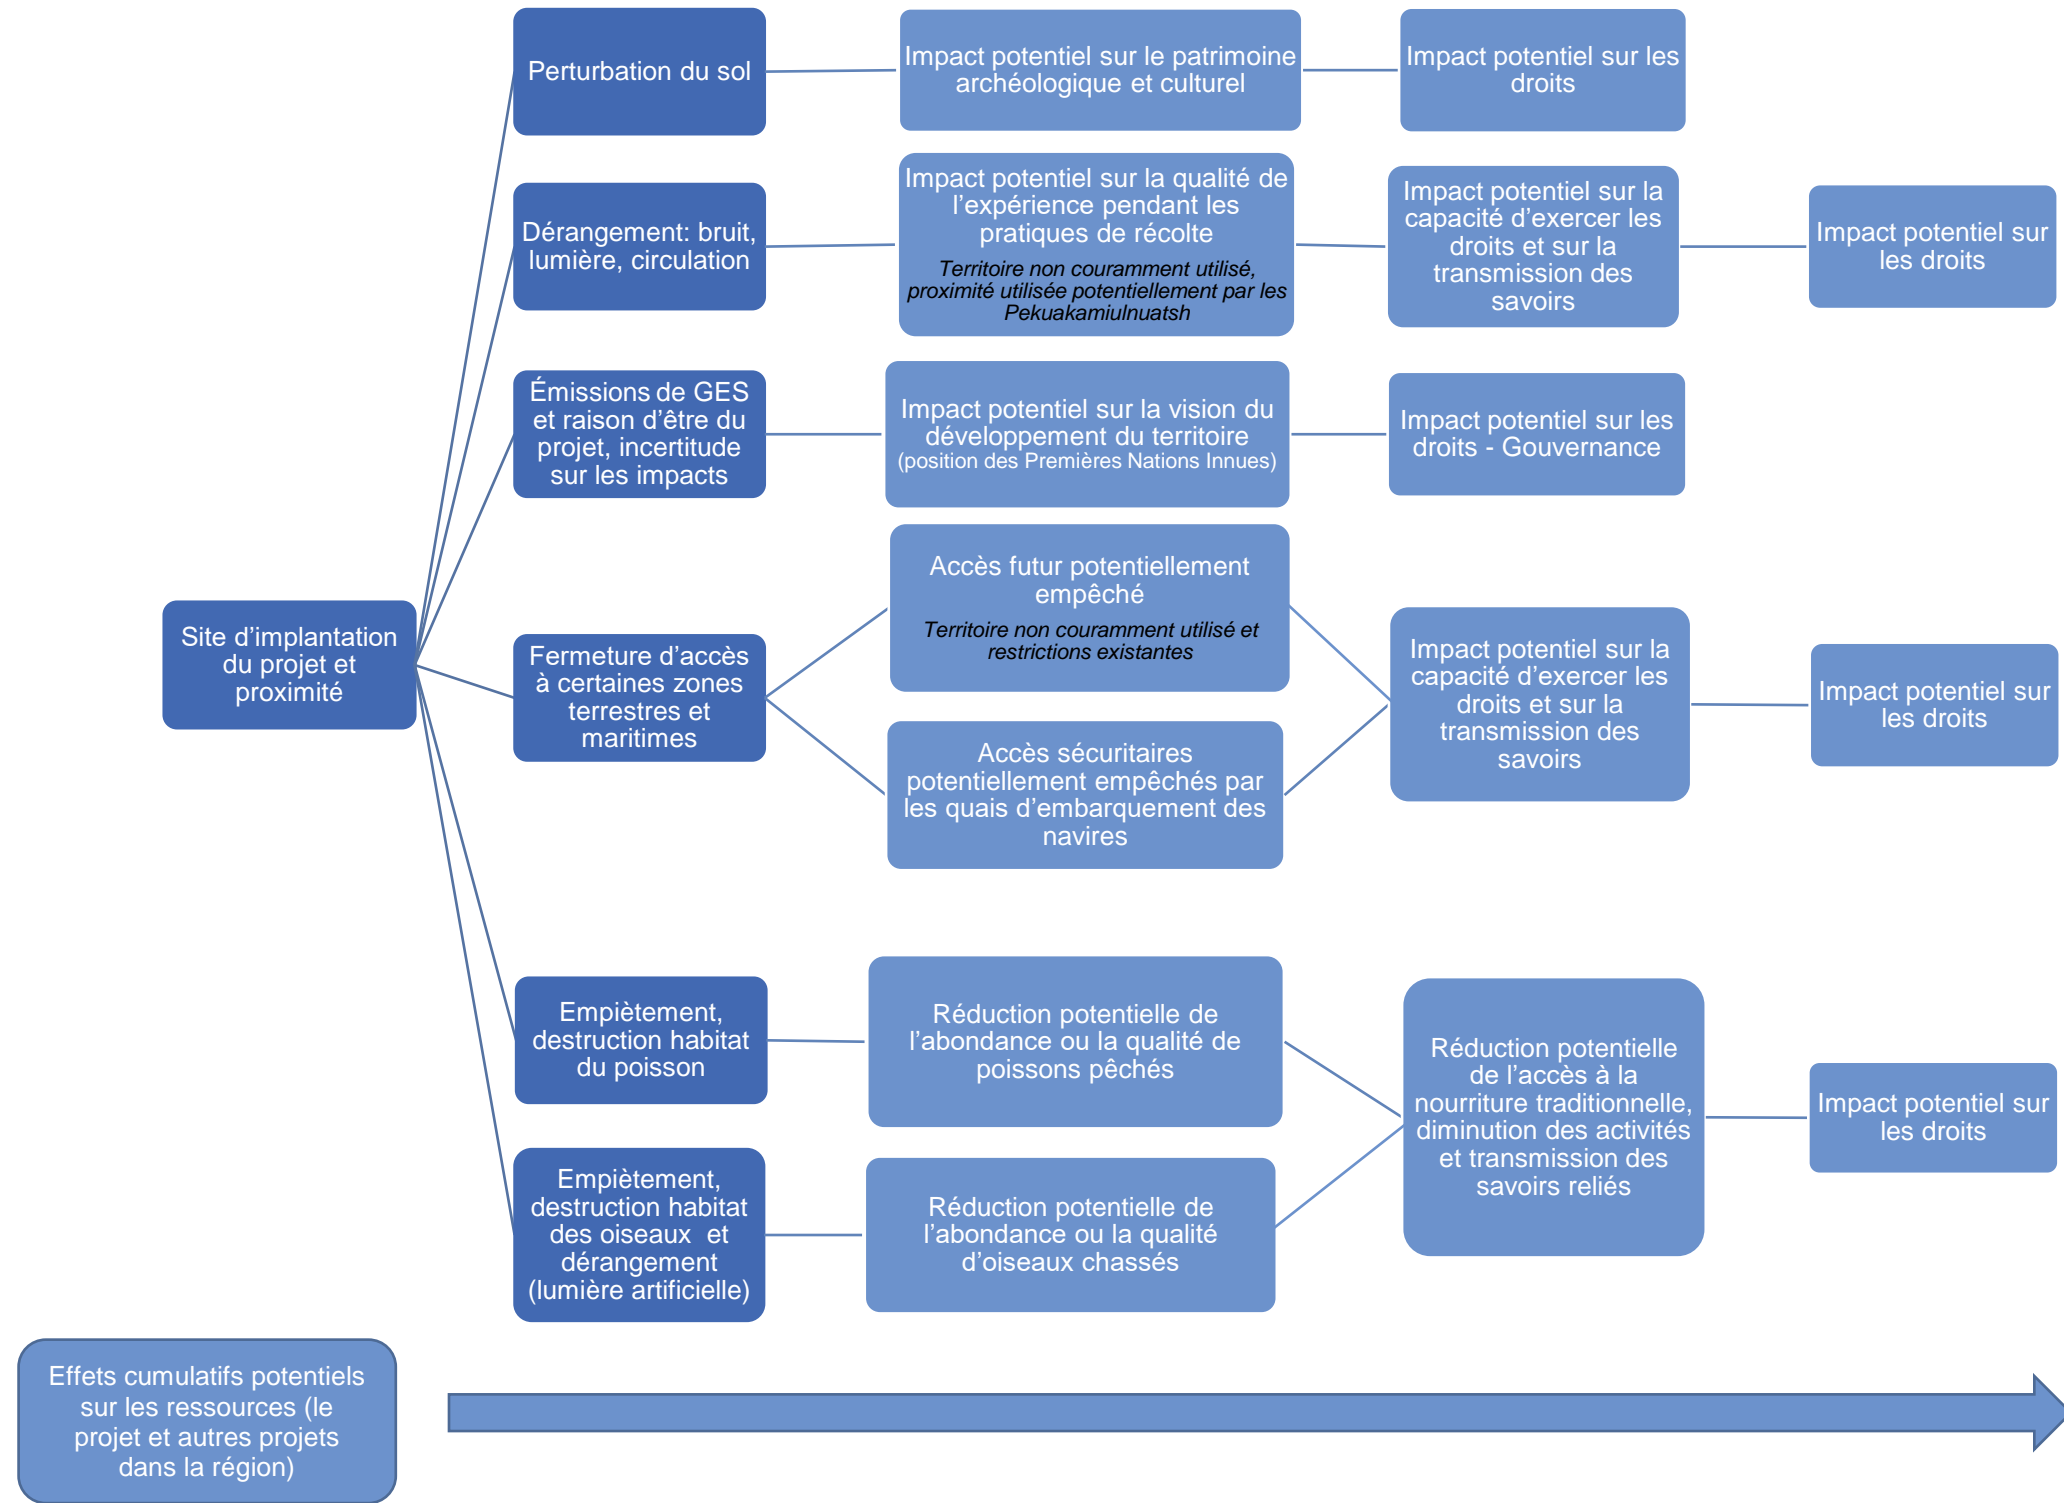 Perturbation du sol
Impact potentiel sur le patrimoine
archéologique et culturel
Impact potentiel sur les
droits
Dérangement: bruit,
lumière, circulation
Impact potentiel sur la qualité de
l’expérience pendant les
pratiques de récolte
Territoire non couramment utilisé,
proximité utilisée potentiellement par les
Pekuakamiulnuatsh
Impact potentiel sur la
capacité d’exercer les
droits et sur la
transmission des
savoirs
Impact potentiel sur
les droits
Émissions de GES
et raison d’être du
projet, incertitude
sur les impacts
Impact potentiel sur la vision du
développement du territoire
(position des Premières Nations Innues)
Impact potentiel sur les
droits - Gouvernance
Site d’implantation
du projet et
proximité
Fermeture d’accès
à certaines zones
terrestres et
maritimes
Accès futur potentiellement
empêché
Territoire non couramment utilisé et
restrictions existantes
Accès sécuritaires
potentiellement empêchés par
les quais d’embarquement des
navires
Impact potentiel sur la
capacité d’exercer les
droits et sur la
transmission des
savoirs
Impact potentiel sur
les droits
Empiètement,
destruction habitat
du poisson
Réduction potentielle de
l’abondance ou la qualité de
poissons pêchés
Empiètement,
destruction habitat
des oiseaux  et
dérangement
(lumière artificielle)
Réduction potentielle de
l’abondance ou la qualité
d’oiseaux chassés
Réduction potentielle
de l’accès à la
nourriture traditionnelle,
diminution des activités
et transmission des
savoirs reliés
Impact potentiel sur
les droits
Effets cumulatifs potentiels
sur les ressources (le
projet et autres projets
dans la région)